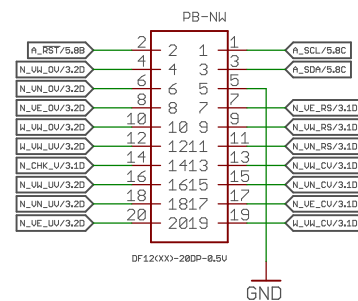 PB-NW
A_RST/5.8B 2 2 1 1 A_SCL/5.8C
N_VW_OV/3.2D 4 4 3 3 A_SDA/5.8C
N_VN_OV/3.2D 6 6 5 5
N_VE_OV/3.2D 8 8 7 7 N_VE_RS/3.1D
W_VW_OV/3.2D 10 10 9 9 N_VW_RS/3.1D
W_VW_UV/3.2D 12 12 11 11 N_VN_RS/3.1D
N_CHK_V/3.1D 14 14 13 13 N_VW_CV/3.1D
N_VW_UV/3.2D 16 16 15 15 N_VN_CV/3.1D
N_VN_UV/3.2D 18 18 17 17 N_VE_CV/3.1D
N_VE_UV/3.2D 20 20 19 19 W_VW_CV/3.1D
DF12(XX)-20DP-0.5V
GND